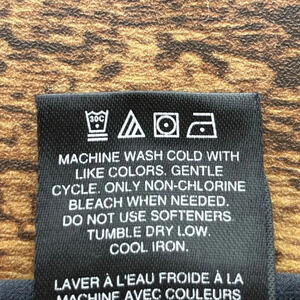 30C
MACHINE WASH COLD WITH
LIKE COLORS. GENTLE
CYCLE. ONLY NON-CHLORINE
BLEACH WHEN NEEDED.
DO NOT USE SOFTENERS
TUMBLE DRY LOW.
COOL IRON.
LAVER À L'EAU FROIDE À LA
MACHINE AVEC COULEURS